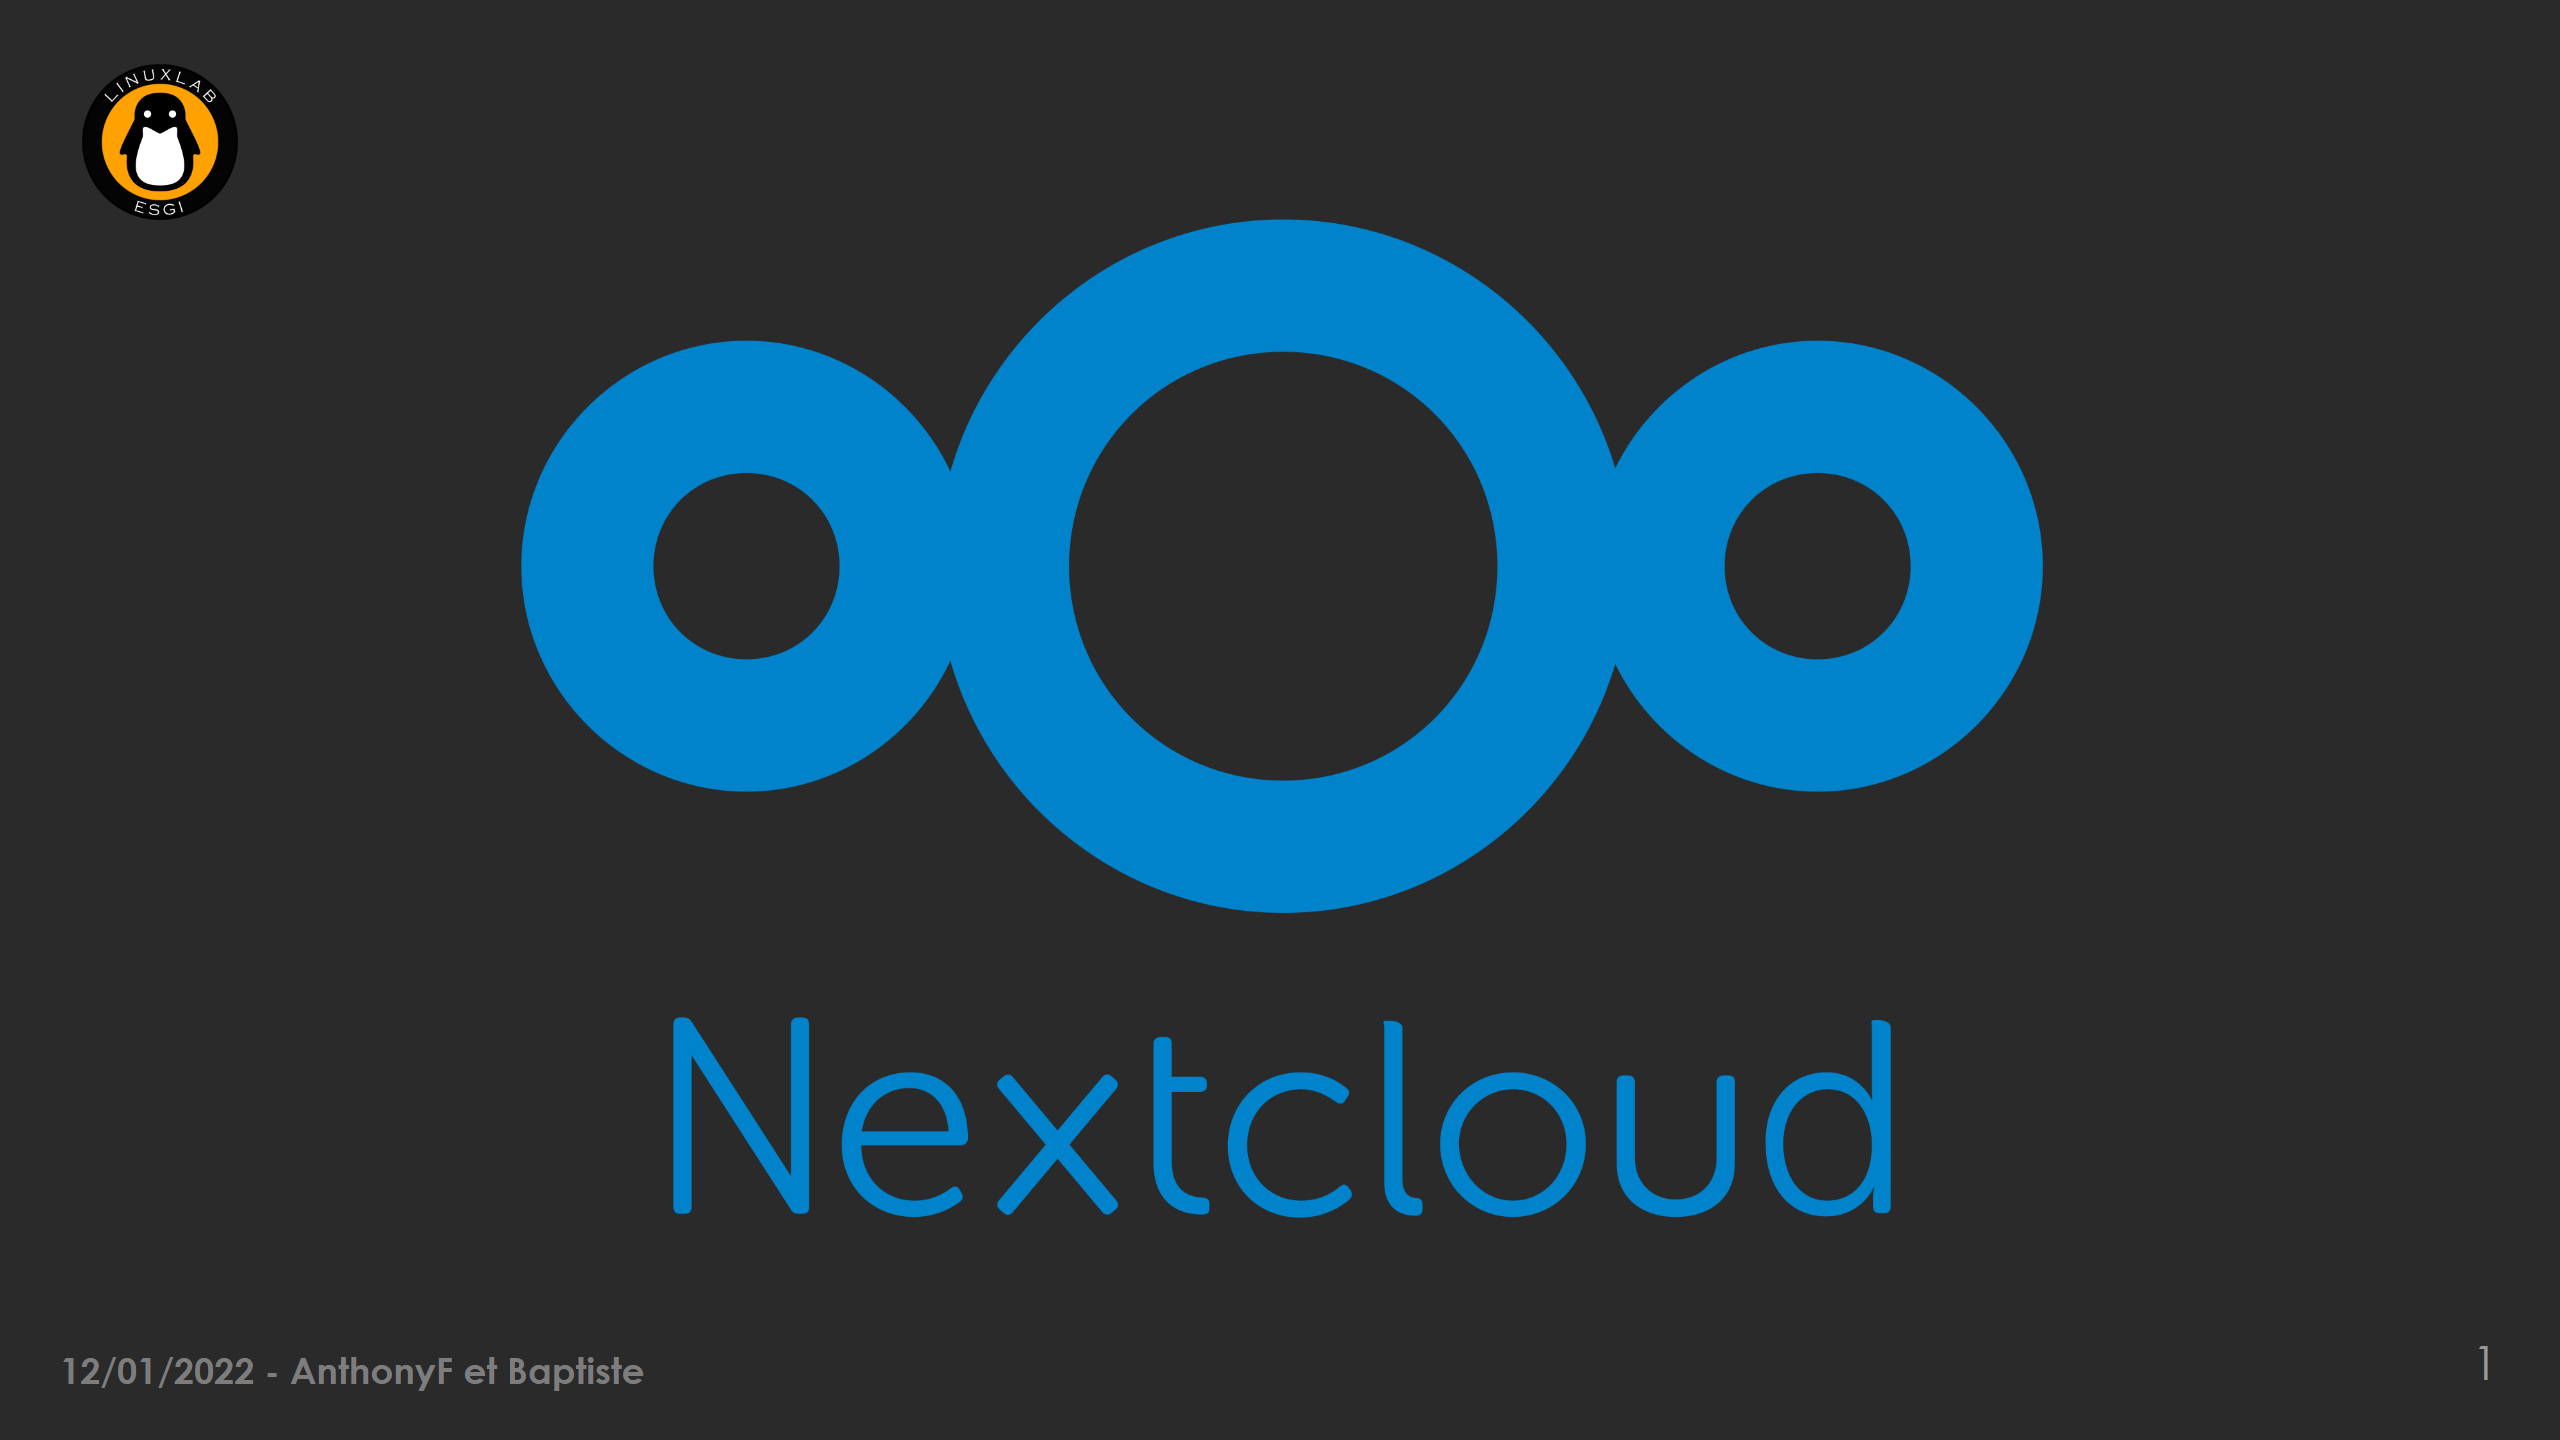 LINUXLAB
ESGI
Nextcloud
12/01/2022 - AnthonyF et Baptiste
1